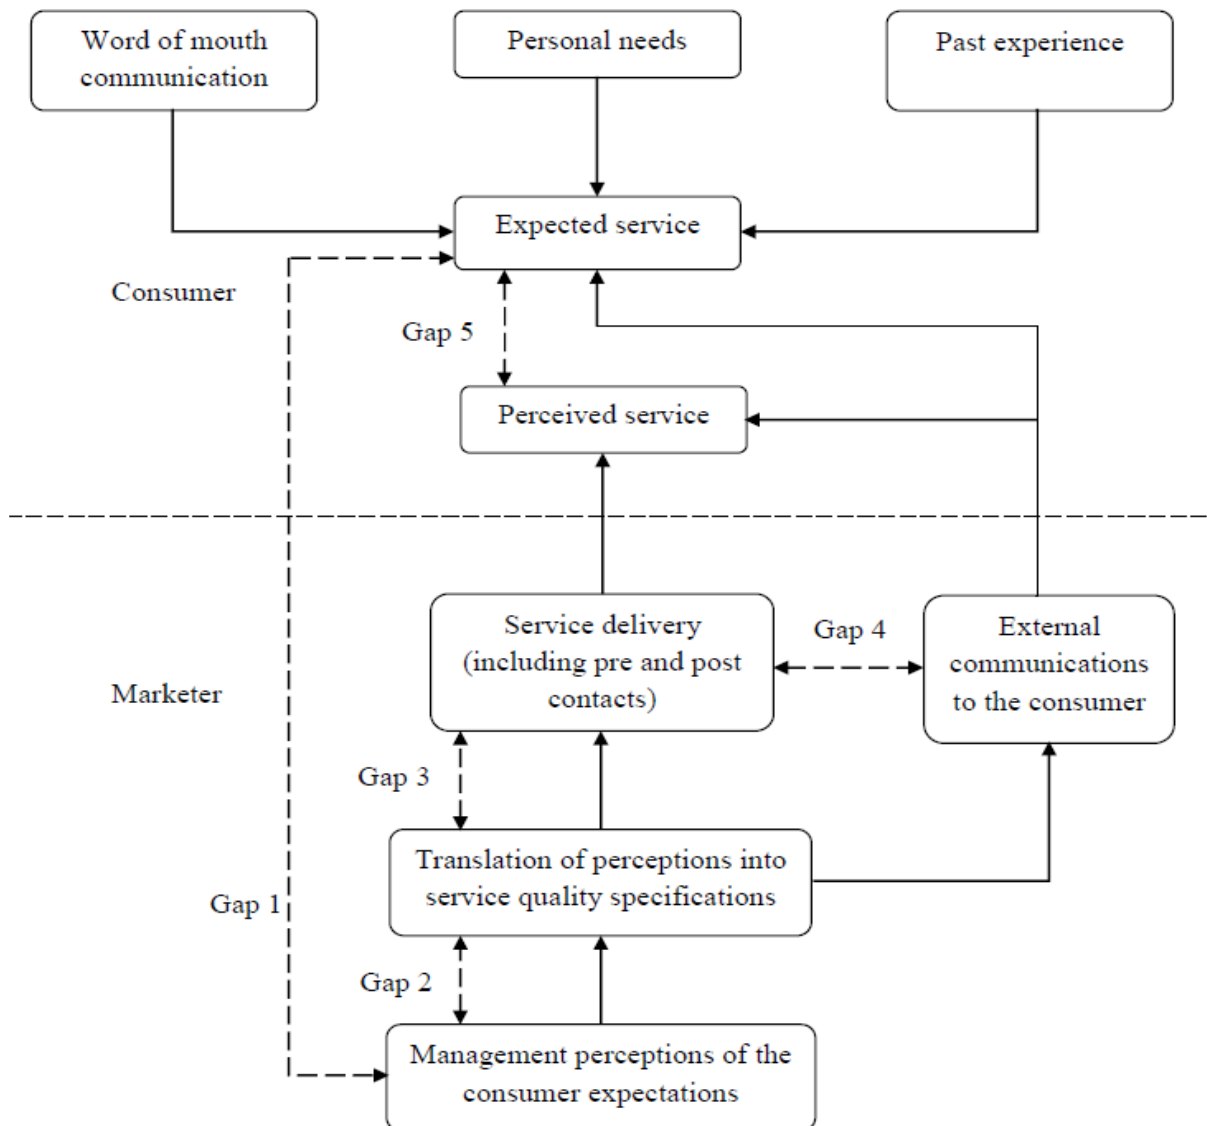 Word of mouth
communication
Personal needs
Past experience
Expected service
Consumer
Gap 5
Perceived service
Service delivery
(including pre and post
contacts)
Gap 4
External
communications
to the consumer
Marketer
Gap 3
Translation of perceptions into
service quality specifications
Gap 1
Gap 2
Management perceptions of the
consumer expectations